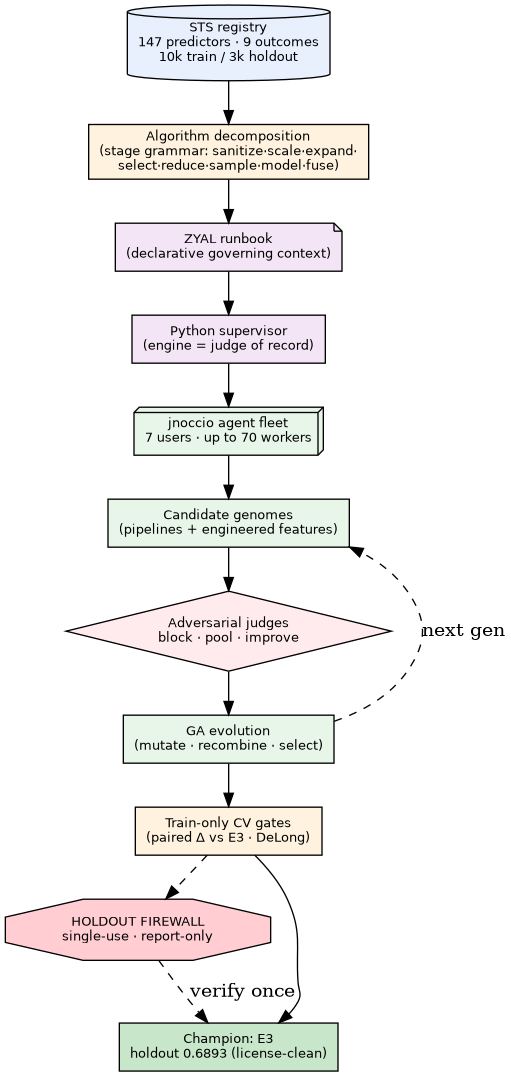 STS registry
147 predictors · 9 outcomes
10k train / 3k holdout
Algorithm decomposition
(stage grammar: sanitize·scale·expand·
select·reduce·sample·model·fuse)
ZYAL runbook
(declarative governing context)
Python supervisor
(engine = judge of record)
jnoccio agent fleet
7 users · up to 70 workers
Candidate genomes
(pipelines + engineered features)
Adversarial judges
block · pool · improve
next gen
GA evolution
(mutate · recombine · select)
Train-only CV gates
(paired Δ vs E3 · DeLong)
HOLDOUT FIREWALL
single-use · report-only
verify once
Champion: E3
holdout 0.6893 (license-clean)